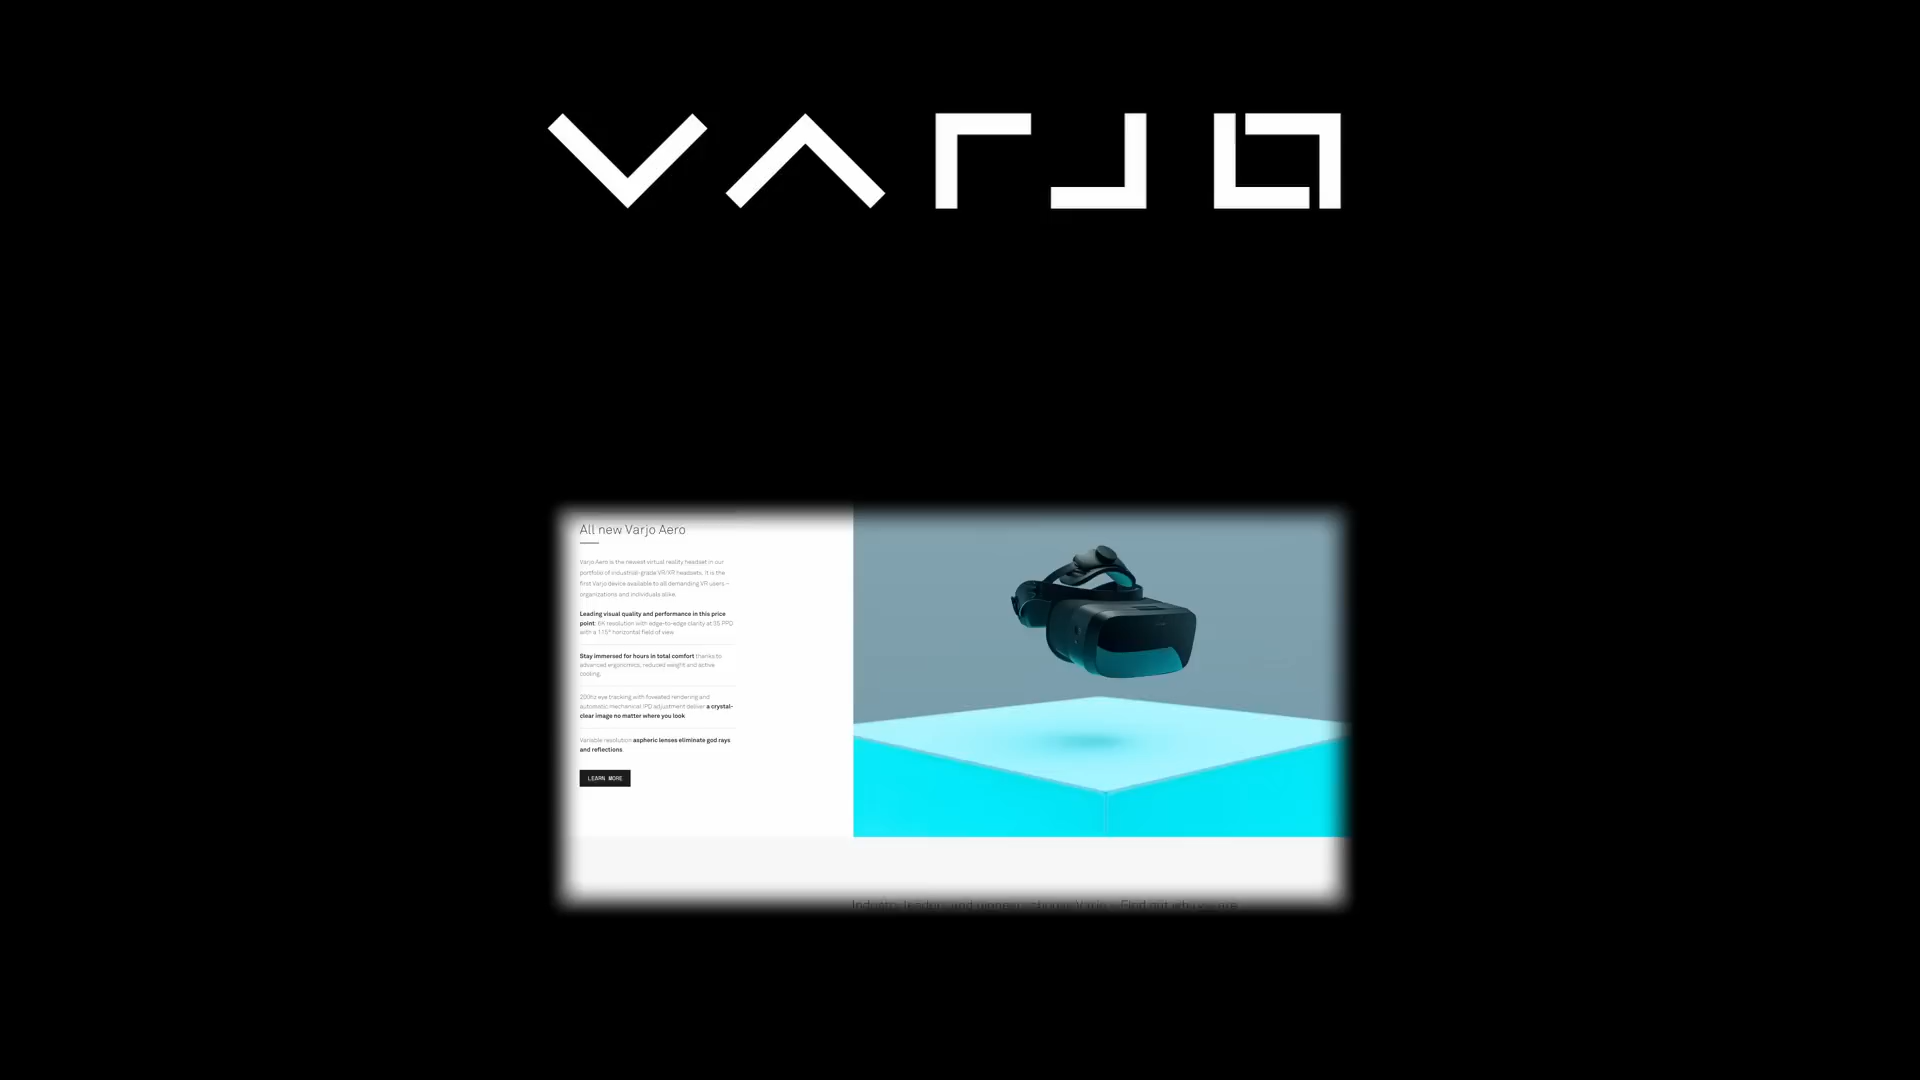 VARJO
All new Varjo Aero
Varjo Aero is the newest virtual reality headset in our
portfolio of industrial-grade VR/XR headsets. It is the
first Varjo device available to all demanding VR users –
organizations and individuals alike.
Leading visual quality and performance in this price
point: 6K resolution with edge-to-edge clarity at 35 PPD
with a 115° horizontal field of view
Stay immersed for hours in total comfort thanks to
advanced ergonomics, reduced weight and active
cooling.
200Hz eye tracking with foveated rendering and
automatic mechanical IPD adjustment deliver a crystal-
clear image no matter where you look
Variable resolution aspheric lenses eliminate god rays
and reflections
LEARN MORE
Varjo – Find out why